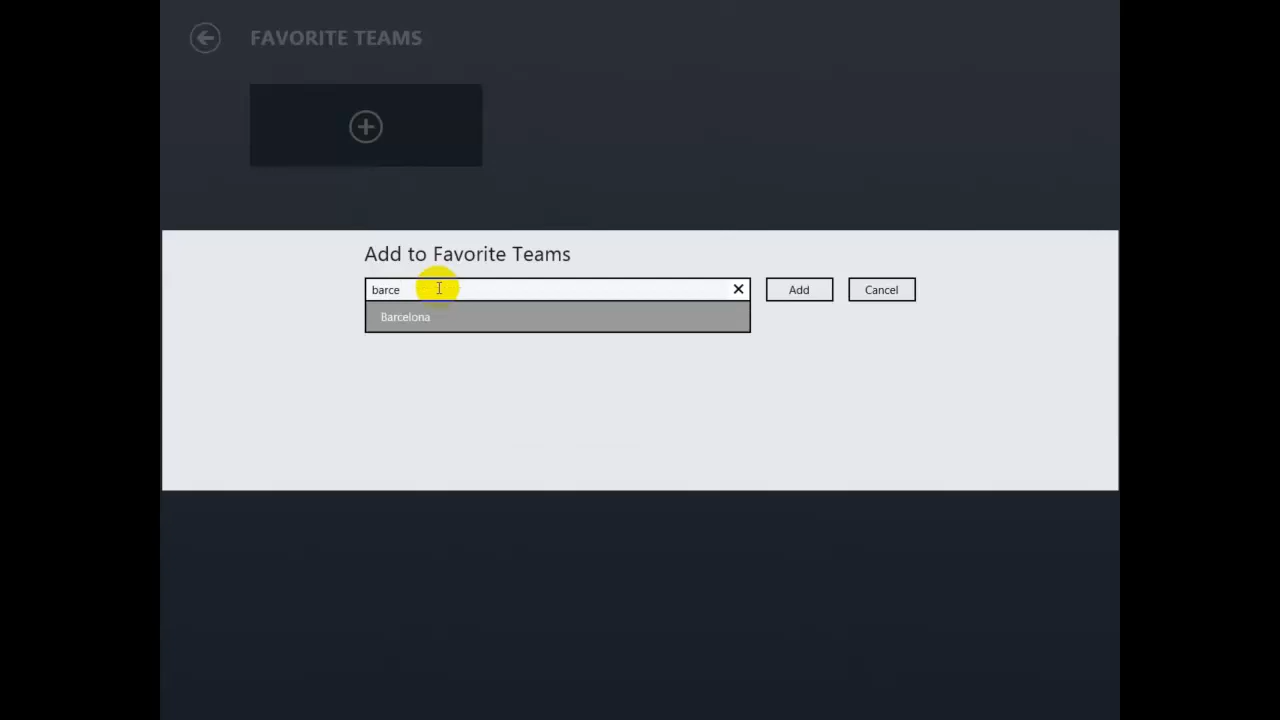 FAVORITE TEAMS
Add to Favorite Teams
barce
Add
Cancel
Barcelona